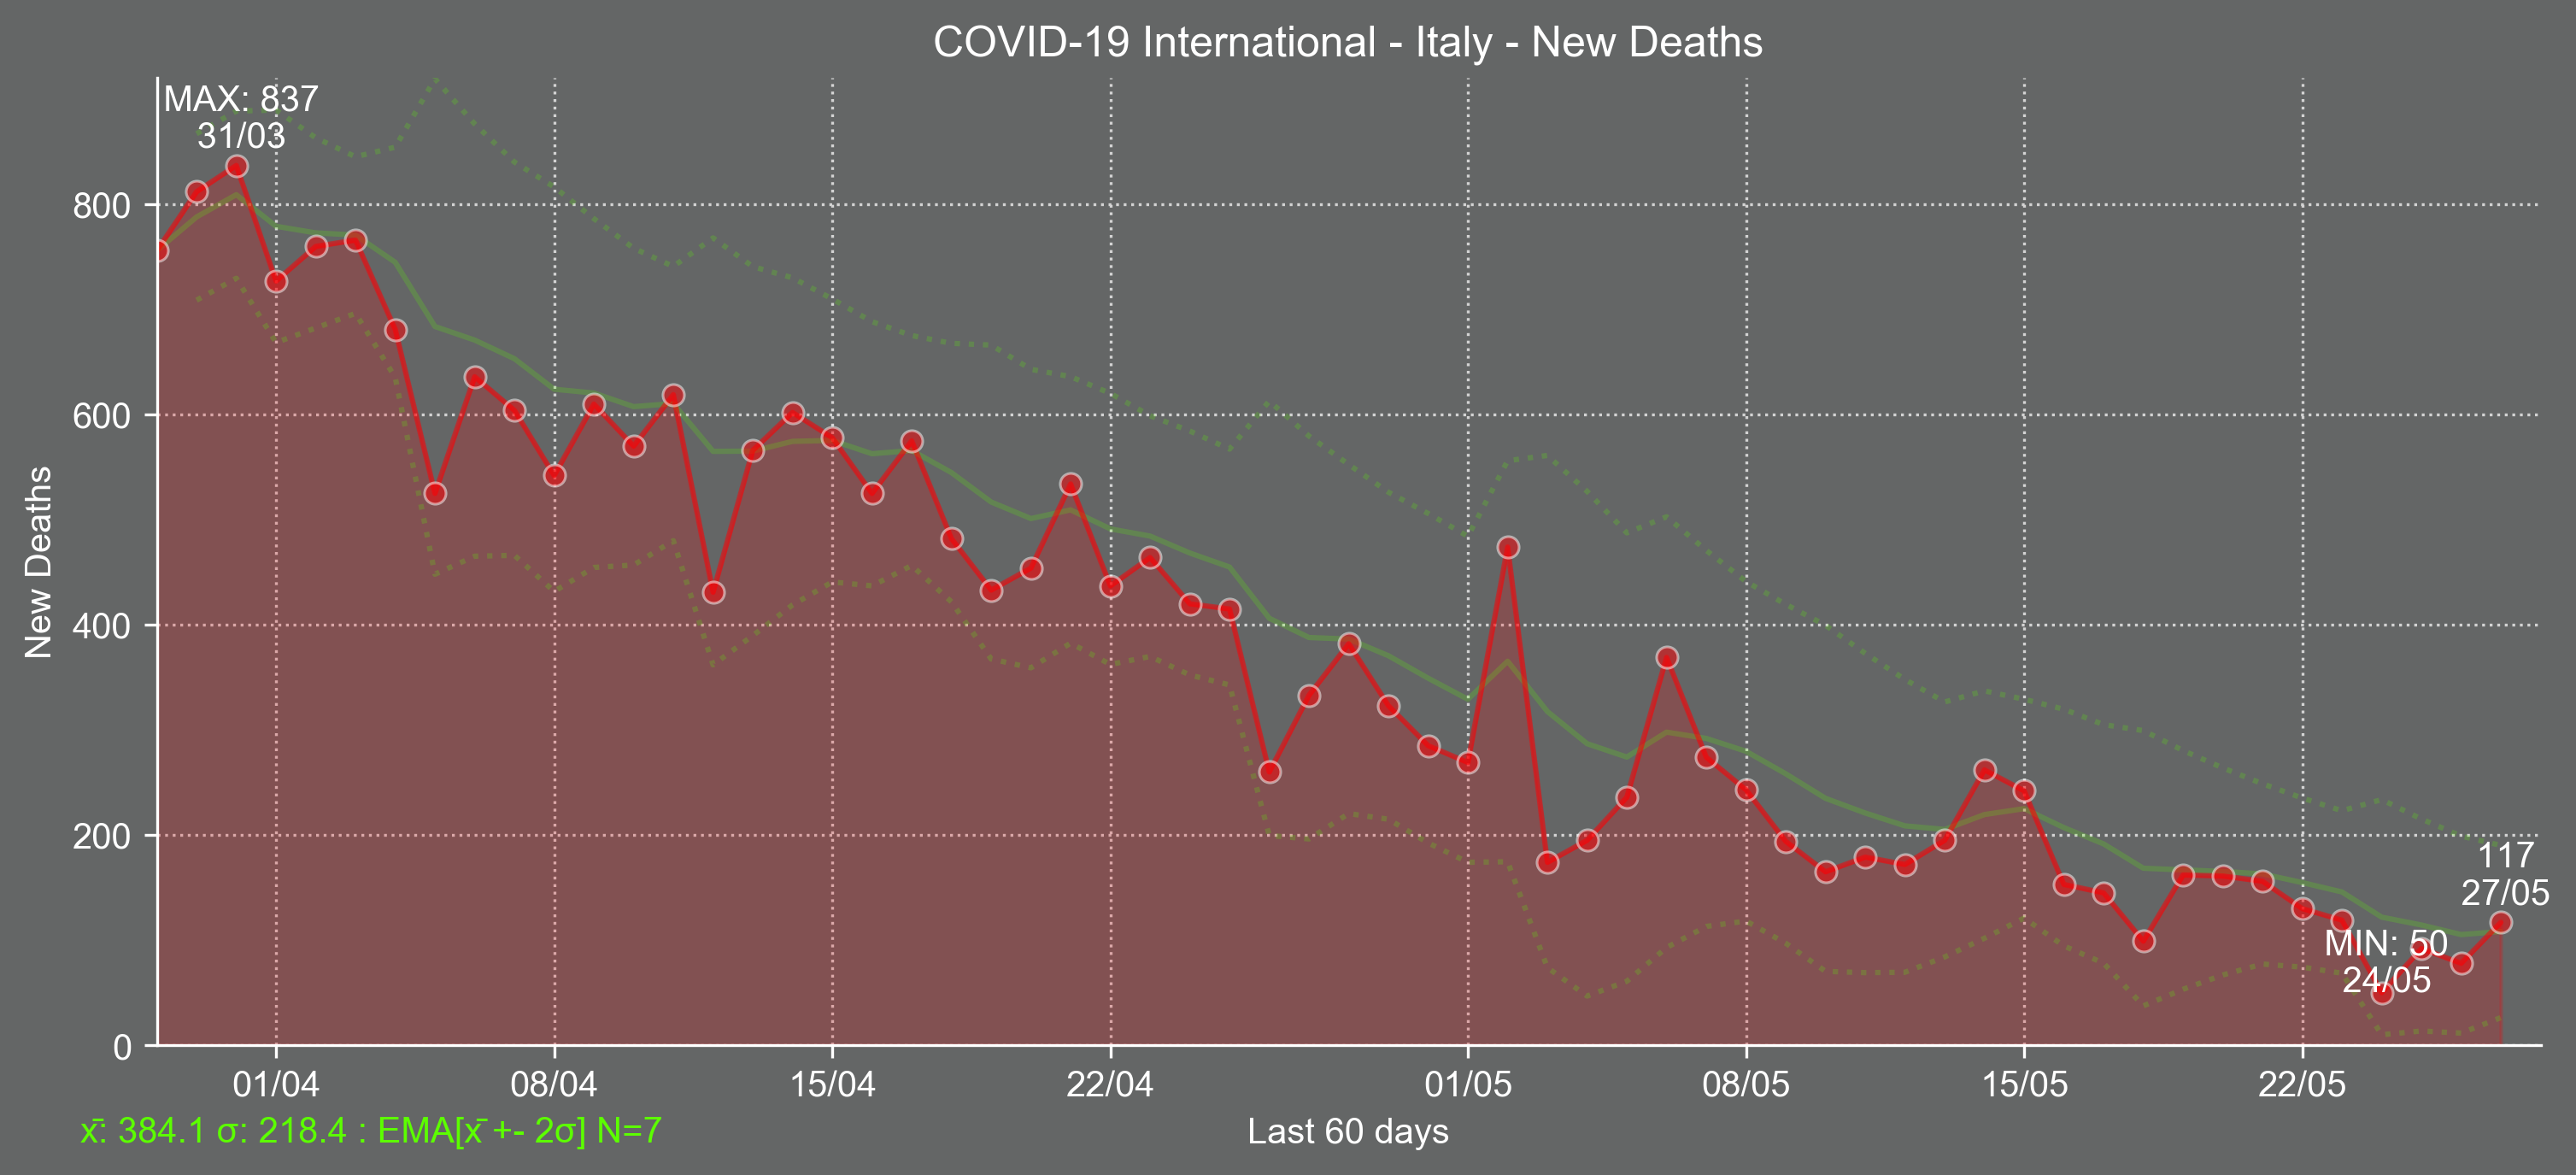 COVID-19 International - Italy - New Deaths
MAX: 837
31/03
800
600
400
200
0
New Deaths
117
27/05
MIN: 50
24/05
01/04
08/04
15/04
22/04
01/05
08/05
15/05
22/05
x̄: 384.1 σ: 218.4 : EMA[x̄ +- 2σ] N=7
Last 60 days